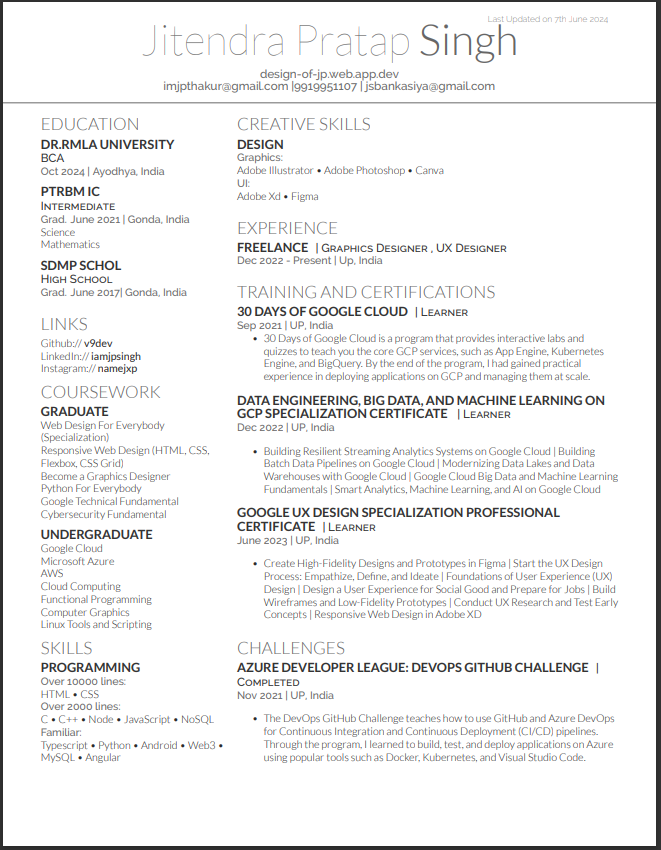 Last Updated on 7th June 2024
Jitendra Pratap Singh
design-of-jp.web.app.dev
imjpthakur@gmail.com |9919951107 | jsbankasiya@gmail.com
EDUCATION
DR.RMLA UNIVERSITY
BCA
Oct 2024 | Ayodhya, India
PTRBM IC
INTERMEDIATE
Grad. June 2021 | Gonda, India
Science
Mathematics
SDMP SCHOL
HIGH SCHOOL
Grad. June 2017| Gonda, India
LINKS
Github:// v9dev
LinkedIn:// iamjpsingh
Instagram:// namejxp
COURSEWORK
GRADUATE
Web Design For Everybody
(Specialization)
Responsive Web Design (HTML, CSS,
Flexbox, CSS Grid)
Become a Graphics Designer
Python For Everybody
Google Technical Fundamental
Cybersecurity Fundamental
UNDERGRADUATE
Google Cloud
Microsoft Azure
AWS
Cloud Computing
Functional Programming
Computer Graphics
Linux Tools and Scripting
SKILLS
PROGRAMMING
Over 10000 lines:
HTML • CSS
Over 2000 lines:
C • C++ • Node • JavaScript • NoSQL
Familiar:
Typescript • Python • Android • Web3 •
MySQL • Angular
CREATIVE SKILLS
DESIGN
Graphics:
Adobe Illustrator • Adobe Photoshop • Canva
UI:
Adobe Xd • Figma
EXPERIENCE
FREELANCE | GRAPHICS DESIGNER , UX DESIGNER
Dec 2022 - Present | Up, India
TRAINING AND CERTIFICATIONS
30 DAYS OF GOOGLE CLOUD | LEARNER
Sep 2021 | UP, India
• 30 Days of Google Cloud is a program that provides interactive labs and
quizzes to teach you the core GCP services, such as App Engine, Kubernetes
Engine, and BigQuery. By the end of the program, I had gained practical
experience in deploying applications on GCP and managing them at scale.
DATA ENGINEERING, BIG DATA, AND MACHINE LEARNING ON
GCP SPECIALIZATION CERTIFICATE | LEARNER
Dec 2022 | UP, India
• Building Resilient Streaming Analytics Systems on Google Cloud | Building
Batch Data Pipelines on Google Cloud | Modernizing Data Lakes and Data
Warehouses with Google Cloud | Google Cloud Big Data and Machine Learning
Fundamentals | Smart Analytics, Machine Learning, and AI on Google Cloud
GOOGLE UX DESIGN SPECIALIZATION PROFESSIONAL
CERTIFICATE | LEARNER
June 2023 | UP, India
• Create High-Fidelity Designs and Prototypes in Figma | Start the UX Design
Process: Empathize, Define, and Ideate | Foundations of User Experience (UX)
Design | Design a User Experience for Social Good and Prepare for Jobs | Build
Wireframes and Low-Fidelity Prototypes | Conduct UX Research and Test Early
Concepts | Responsive Web Design in Adobe XD
CHALLENGES
AZURE DEVELOPER LEAGUE: DEVOPS GITHUB CHALLENGE |
COMPLETED
Nov 2021 | UP, India
• The DevOps GitHub Challenge teaches how to use GitHub and Azure DevOps
for Continuous Integration and Continuous Deployment (CI/CD) pipelines.
Through the program, I learned to build, test, and deploy applications on Azure
using popular tools such as Docker, Kubernetes, and Visual Studio Code.